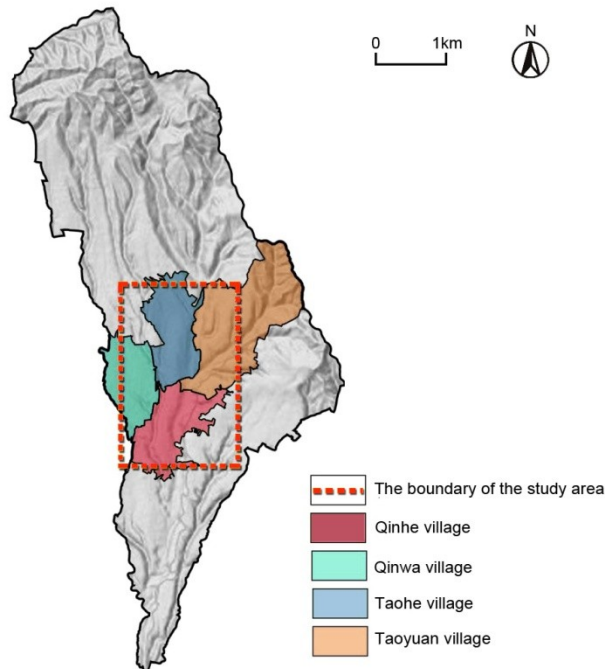 N
0 1km
The boundary of the study area
Qinhe village
Qinwa village
Taohe village
Taoyuan village